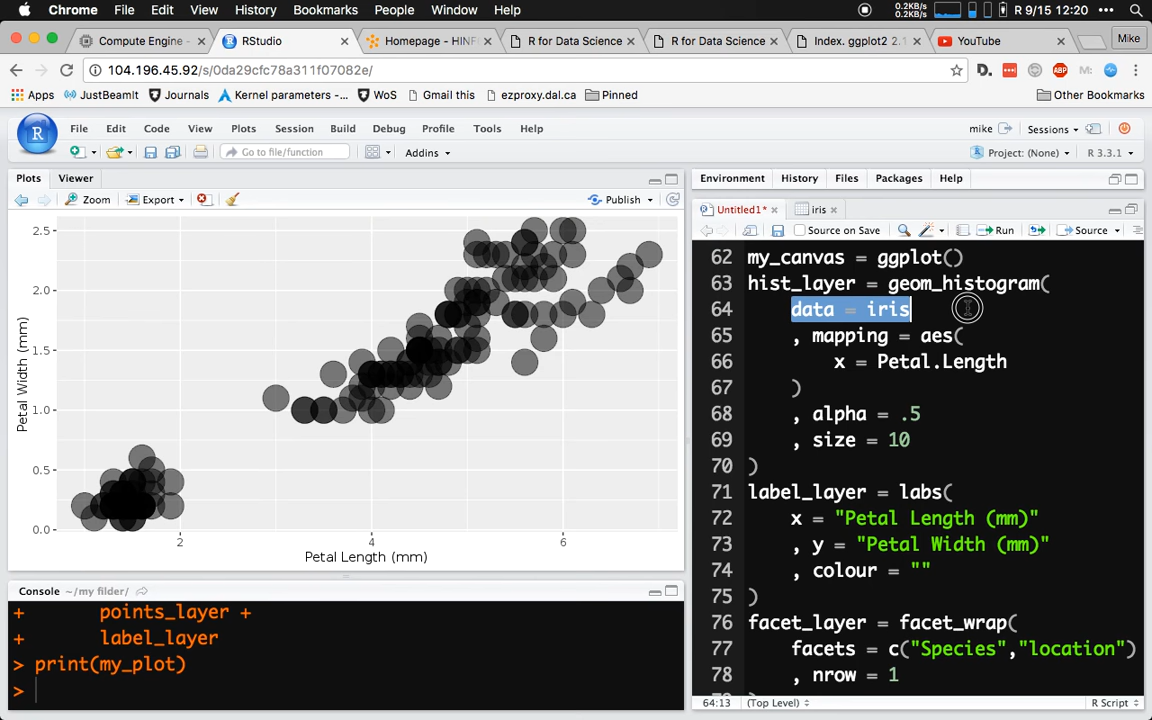 Chrome File Edit View History Bookmarks People Window Help 0.2KB/s 0.2KB/s R 9/15 12:20
Compute Engine - RStudio Homepage - HINF R for Data Science R for Data Science Index. ggplot2 2.1 YouTube Mike
104.196.45.92/s/0da29cfc78a311f07082e/ D. ABP M:
Apps JustBeamIt Journals Kernel parameters -... WoS Gmail this ezproxy.dal.ca Pinned Other Bookmarks
R File Edit Code View Plots Session Build Debug Profile Tools Help mike Sessions
Go to file/function Addins Project: (None) R 3.3.1
Plots Viewer
Zoom Export Publish
2.5
2.0
1.5
1.0
0.5
0.0
2 4 6
Petal Length (mm)
Petal Width (mm)
Console ~/my filder/
+ points_layer +
+ label_layer
> print(my_plot)
>
Environment History Files Packages Help
Untitled1* iris
Source on Save Run Source
62 my_canvas = ggplot()
63 hist_layer = geom_histogram(
64 data = iris
65 , mapping = aes(
66 x = Petal.Length
67 )
68 , alpha = .5
69 , size = 10
70 )
71 label_layer = labs(
72 x = "Petal Length (mm)"
73 , y = "Petal Width (mm)"
74 , colour = ""
75 )
76 facet_layer = facet_wrap(
77 facets = c("Species","location")
78 , nrow = 1
64:13 (Top Level) R Script